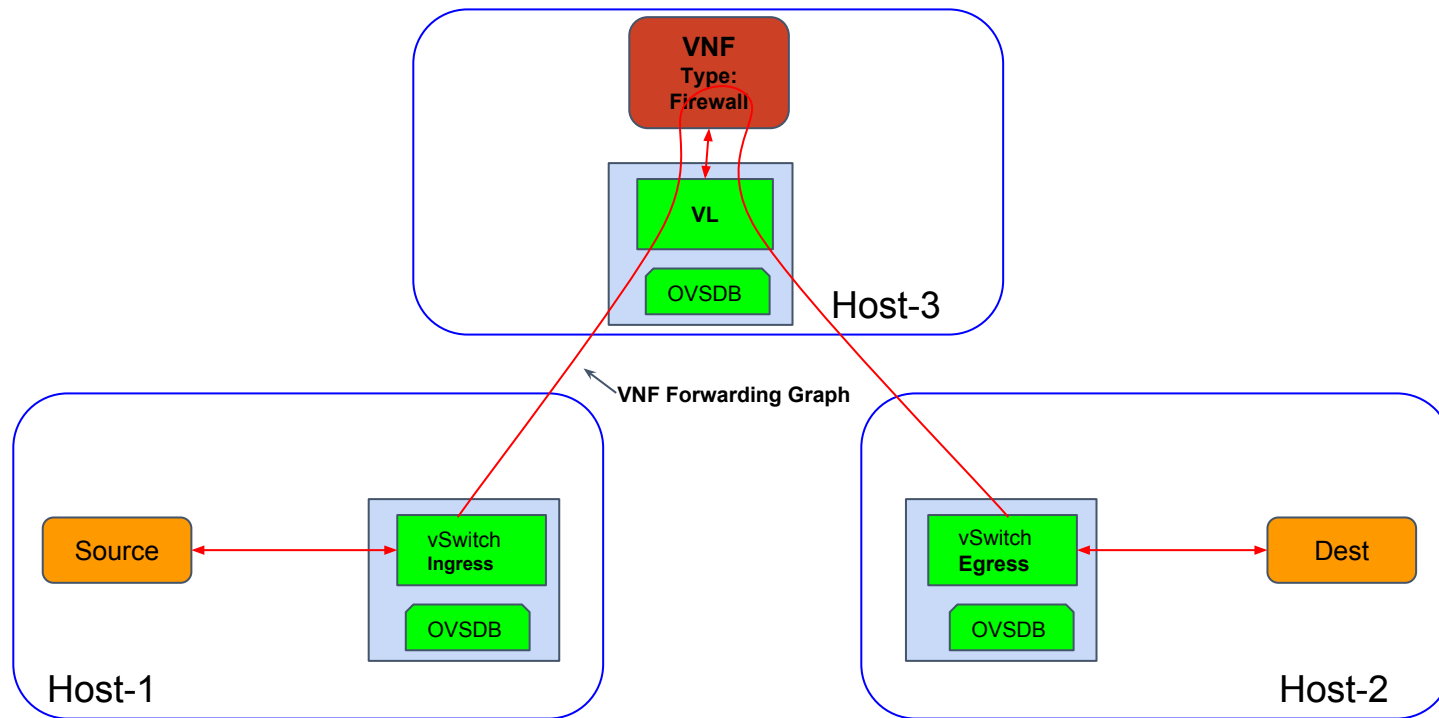 VNF
Type:
Firewall
VL
OVSDB
Host-3
VNF Forwarding Graph
Source
vSwitch
Ingress
OVSDB
Host-1
vSwitch
Egress
OVSDB
Dest
Host-2